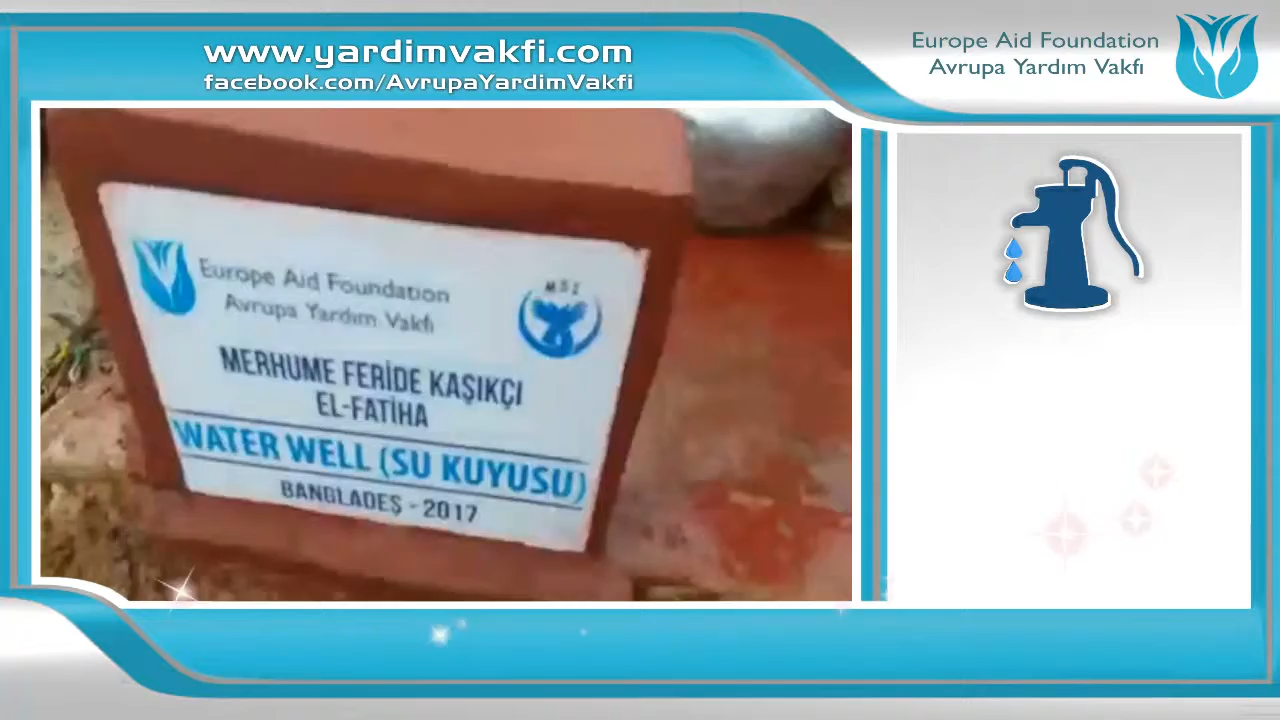 www.yardimvakfi.com
facebook.com/AvrupaYardimVakfi
Europe Aid Foundation
Avrupa Yardım Vakfı
Europe Aid Foundation
Avrupa Yardım Vakfı
MSI
MERHUME FERİDE KAŞIKÇI
EL-FATİHA
WATER WELL (SU KUYUSU)
BANGLADEŞ - 2017